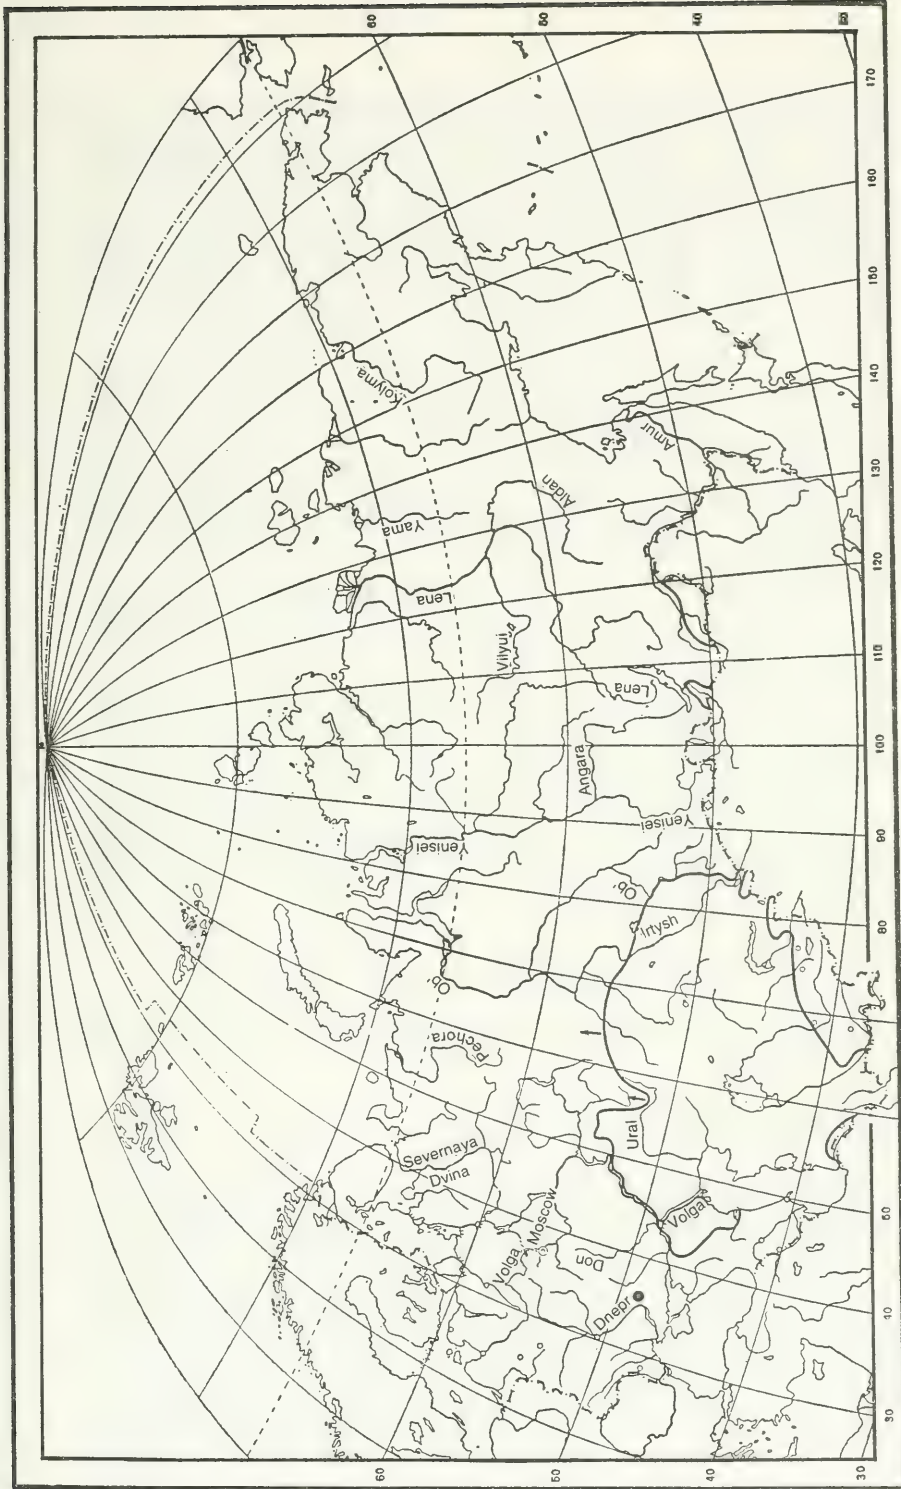 60
50
40
30
170
160
150
140
130
120
110
100
90
80
60
40
30
60
50
40
30
Kolyma
Amur
Aldan
Yama
Lena
Vilyui
Lena
Angara
Yenisei
Yenisei
Ob'
Irtysh
Ob'
Pechora
Ural
Severnaya
Dvina
Volga
Volga
Moscow
Don
Dnepr